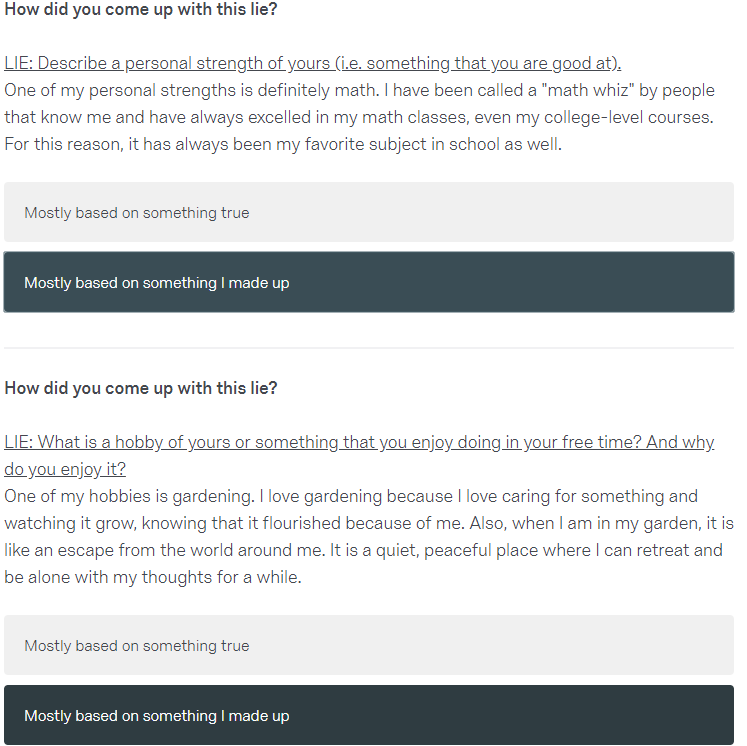 How did you come up with this lie?
LIE: Describe a personal strength of yours (i.e. something that you are good at).
One of my personal strengths is definitely math. I have been called a "math whiz" by people
that know me and have always excelled in my math classes, even my college-level courses.
For this reason, it has always been my favorite subject in school as well.
Mostly based on something true
Mostly based on something I made up
How did you come up with this lie?
LIE: What is a hobby of yours or something that you enjoy doing in your free time? And why
do you enjoy it?
One of my hobbies is gardening. I love gardening because I love caring for something and
watching it grow, knowing that it flourished because of me. Also, when I am in my garden, it is
like an escape from the world around me. It is a quiet, peaceful place where I can retreat and
be alone with my thoughts for a while.
Mostly based on something true
Mostly based on something I made up